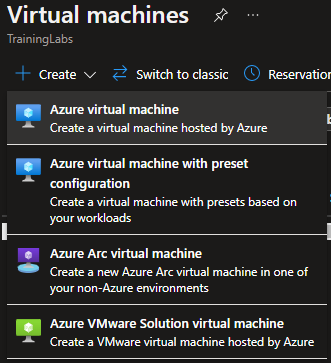 Virtual machines
TrainingLabs
Create
Switch to classic
Reservation
Azure virtual machine
Create a virtual machine hosted by Azure
Azure virtual machine with preset
configuration
Create a virtual machine with presets based on
your workloads
Azure Arc virtual machine
Create a new Azure Arc virtual machine in one of
your non-Azure environments
Azure VMware Solution virtual machine
Create a VMware virtual machine hosted by Azure